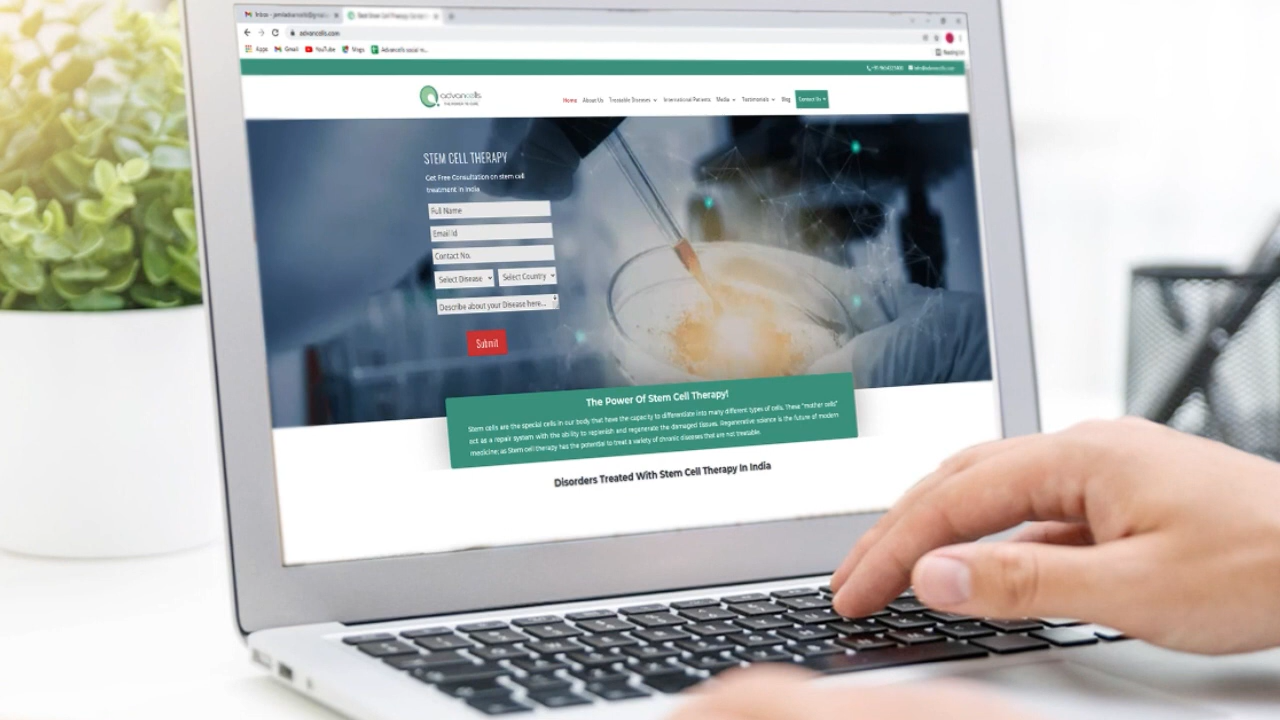 advancells.com
Apps Gmail YouTube Maps
advancells
Home About Us Treatable Diseases International Patients Media Testimonials Blog Contact Us
STEM CELL THERAPY
Get Free Consultation on stem cell
treatment in India
Full Name
Email Id
Contact No.
Select Disease Select Country
Describe about your Disease here...
Submit
The Power Of Stem Cell Therapy!
Stem cells are the special cells in our body that have the capacity to differentiate into many different types of cells. These "mother cells"
act as a repair system with the ability to replenish and regenerate the damaged tissues. Regenerative science is the future of modern
medicine; as Stem cell therapy has the potential to treat a variety of chronic diseases that are not treatable.
Disorders Treated With Stem Cell Therapy In India